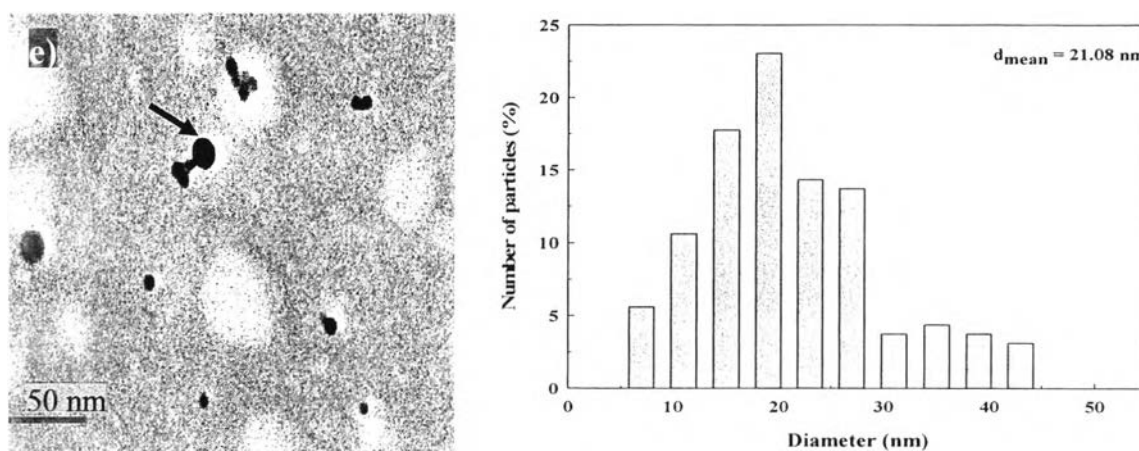 e)
50 nm
25
20
15
10
5
0
Number of particles (%)
d mean = 21.08 nm
0 10 20 30 40 50
Diameter (nm)